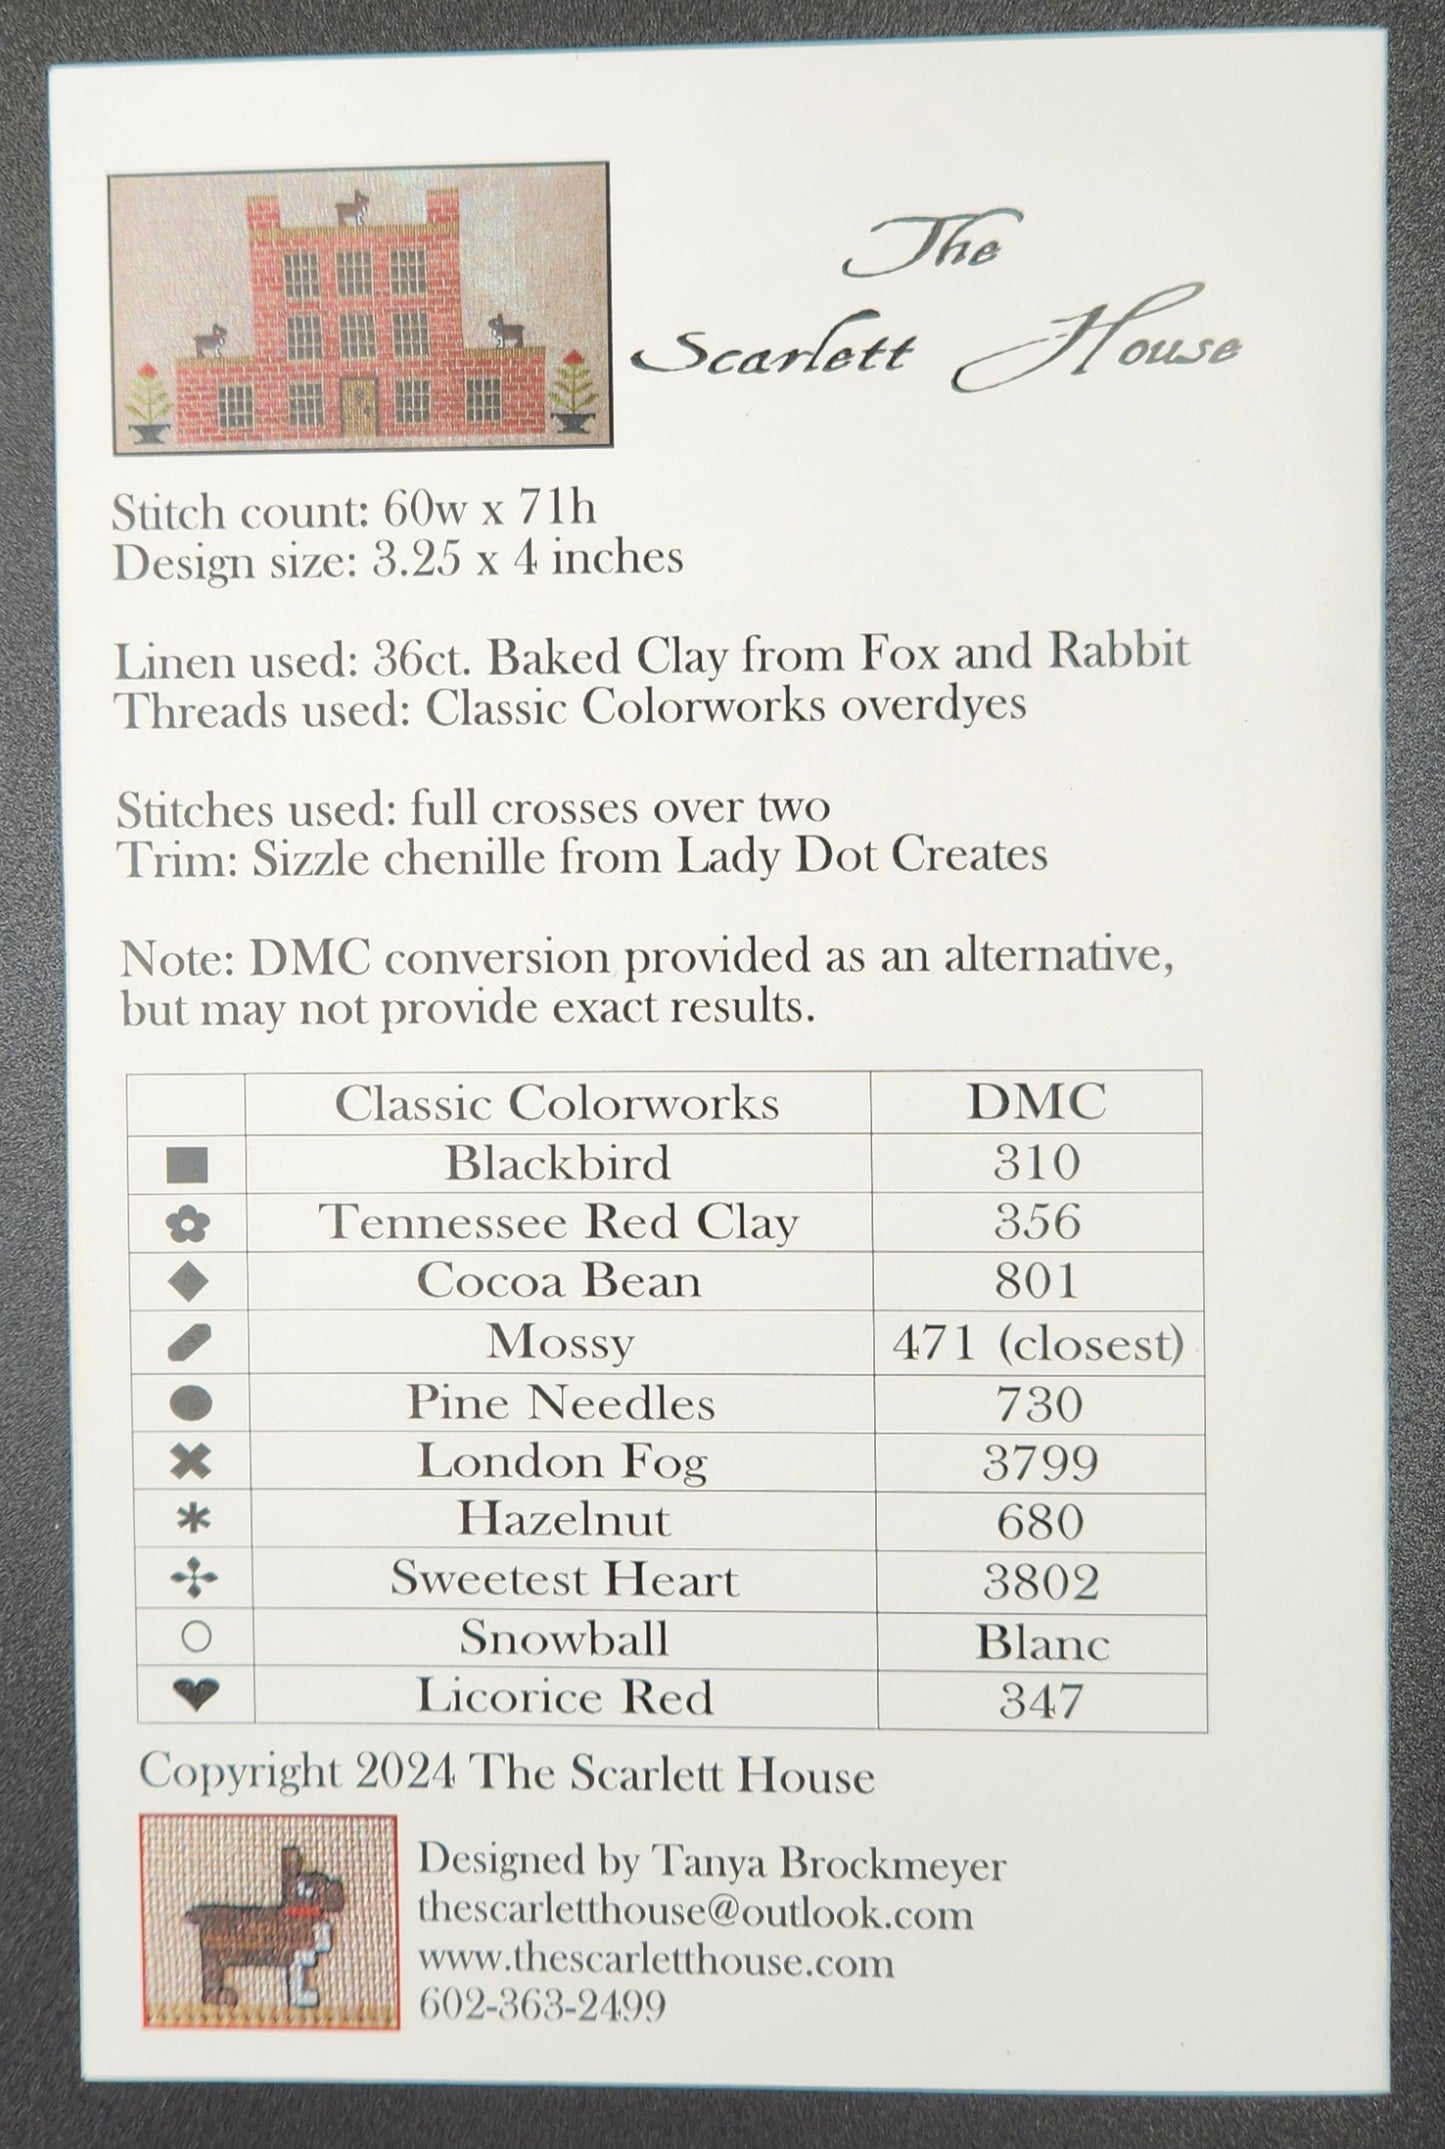 The
Scarlett House
Stitch count: 60w x 71h
Design size: 3.25 x 4 inches
Linen used: 36ct. Baked Clay from Fox and Rabbit
Threads used: Classic Colorworks overdyes
Stitches used: full crosses over two
Trim: Sizzle chenille from Lady Dot Creates
Note: DMC conversion provided as an alternative,
but may not provide exact results.
Classic Colorworks DMC
Blackbird 310
Tennessee Red Clay 356
Cocoa Bean 801
Mossy 471 (closest)
Pine Needles 730
London Fog 3799
Hazelnut 680
Sweetest Heart 3802
Snowball Blanc
Licorice Red 347
Copyright 2024 The Scarlett House
Designed by Tanya Brockmeyer
thescarletthouse@outlook.com
www.thescarletthouse.com
602-363-2499